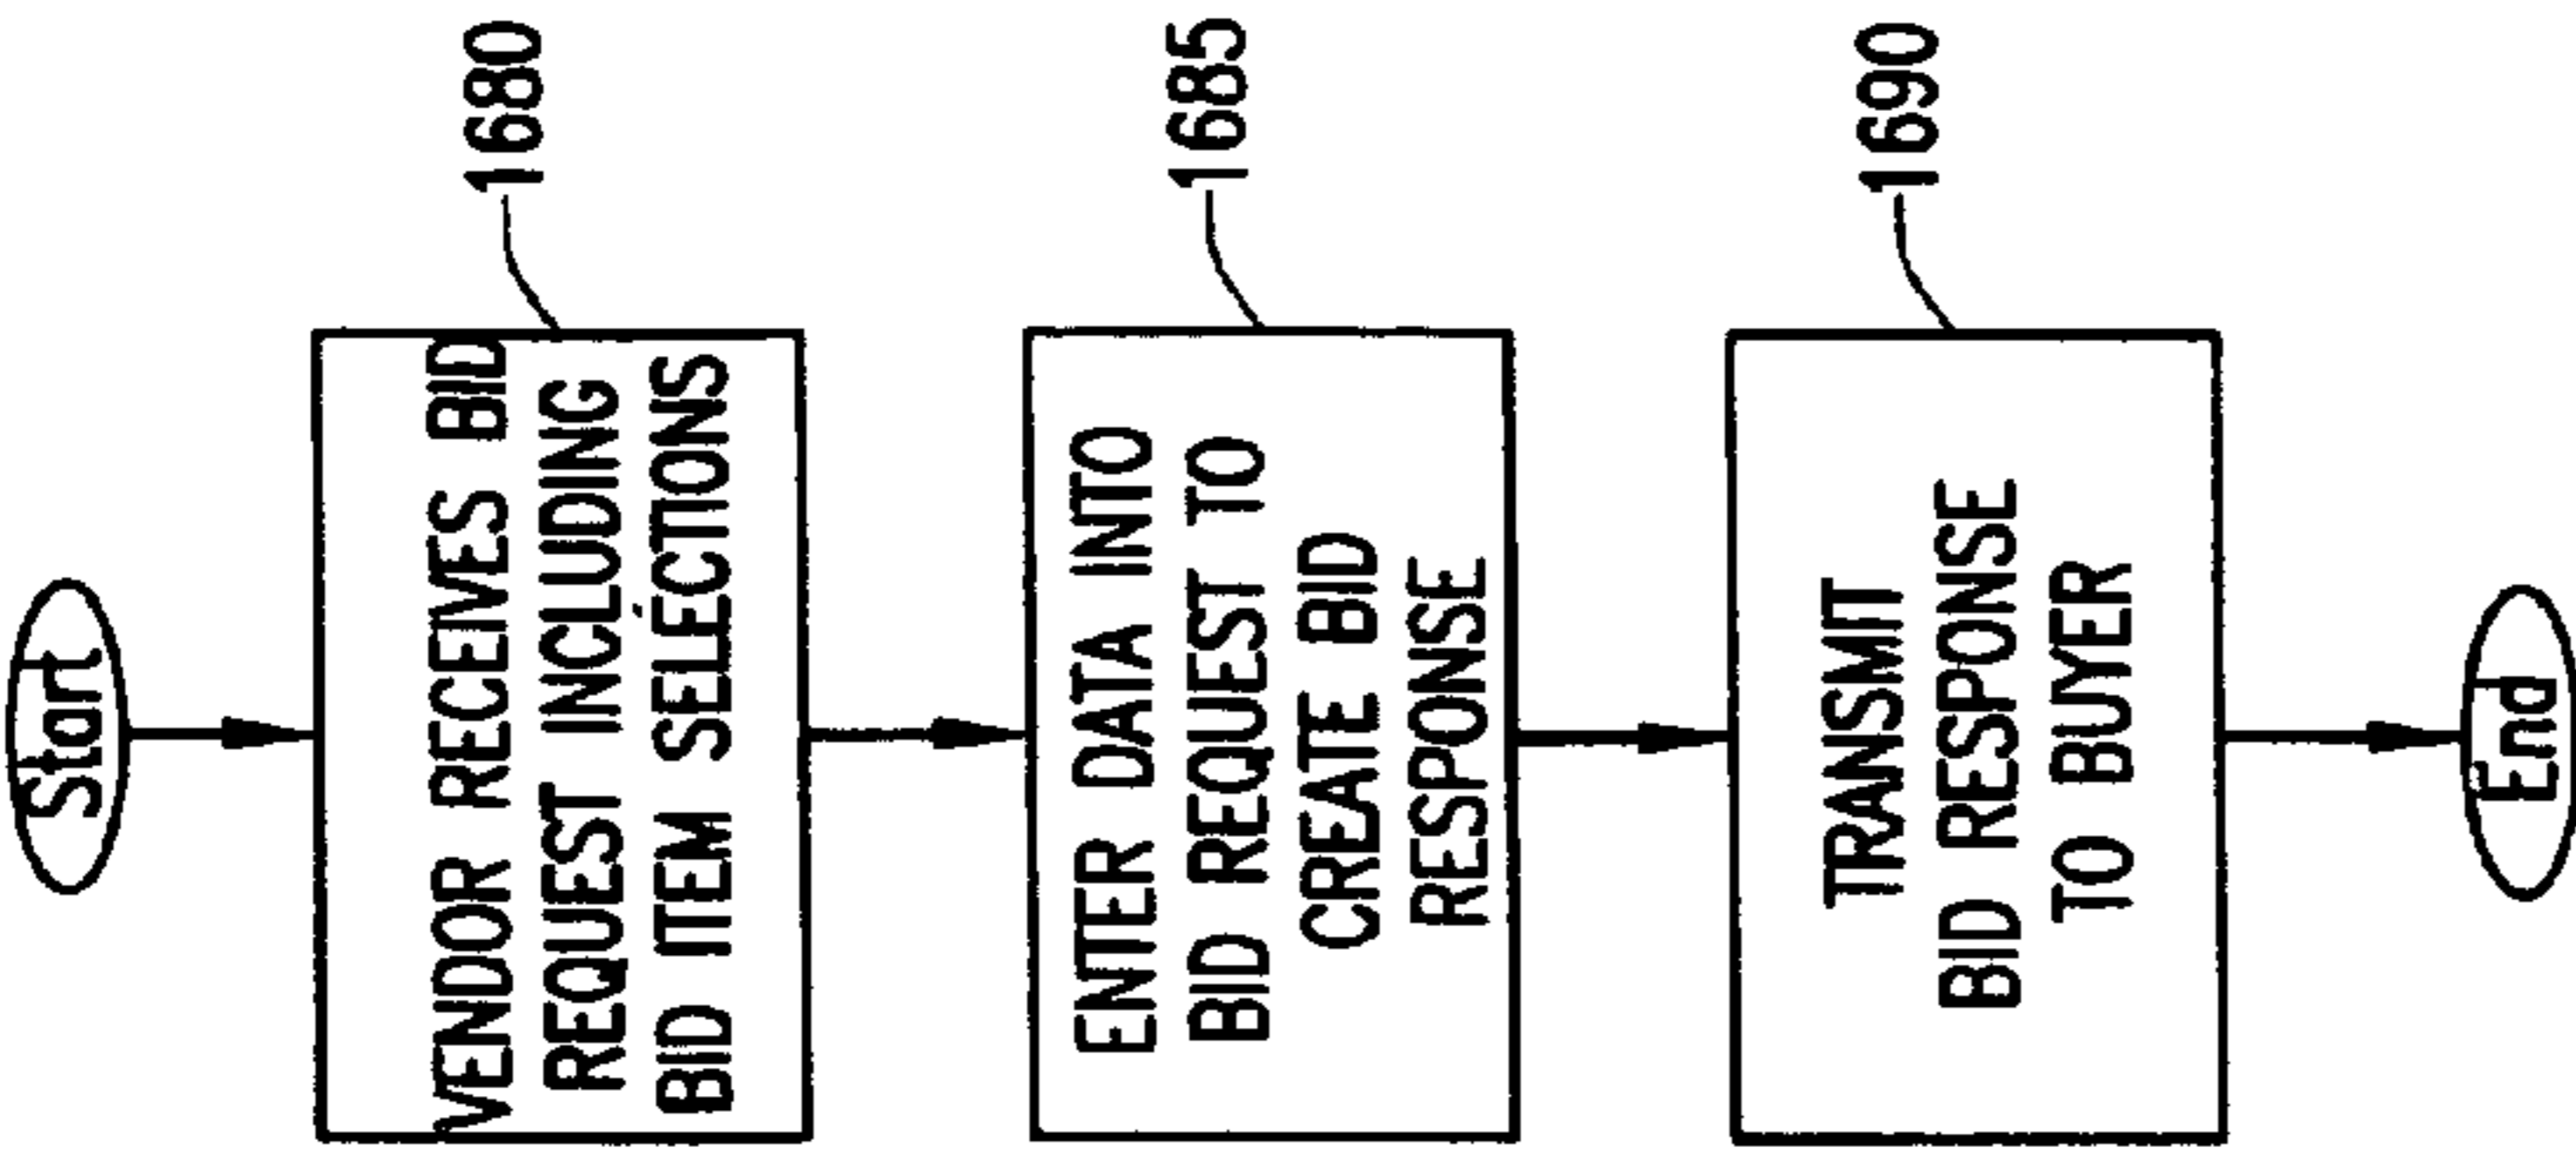 Start
VENDOR RECEIVES BID
REQUEST INCLUDING
BID ITEM SELECTIONS
1680
ENTER DATA INTO
BID REQUEST TO
CREATE BID
RESPONSE
1685
TRANSMIT
BID RESPONSE
TO BUYER
1690
End